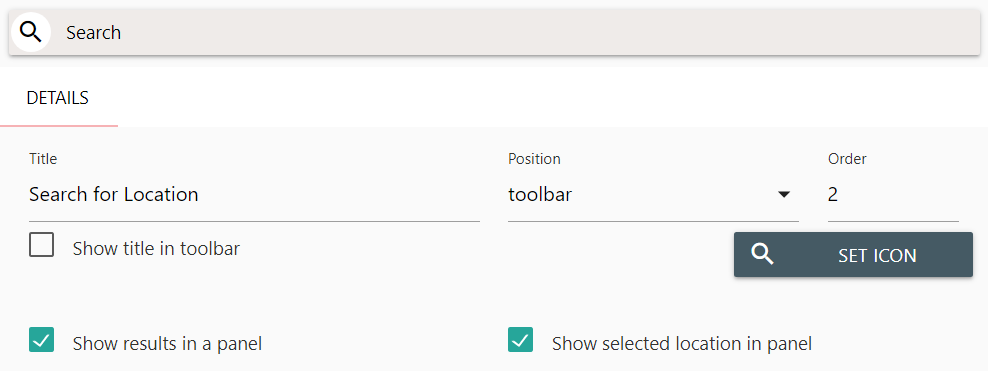 Search
DETAILS
Title
Position
Order
Search for Location
toolbar
2
Show title in toolbar
SET ICON
Show results in a panel
Show selected location in panel